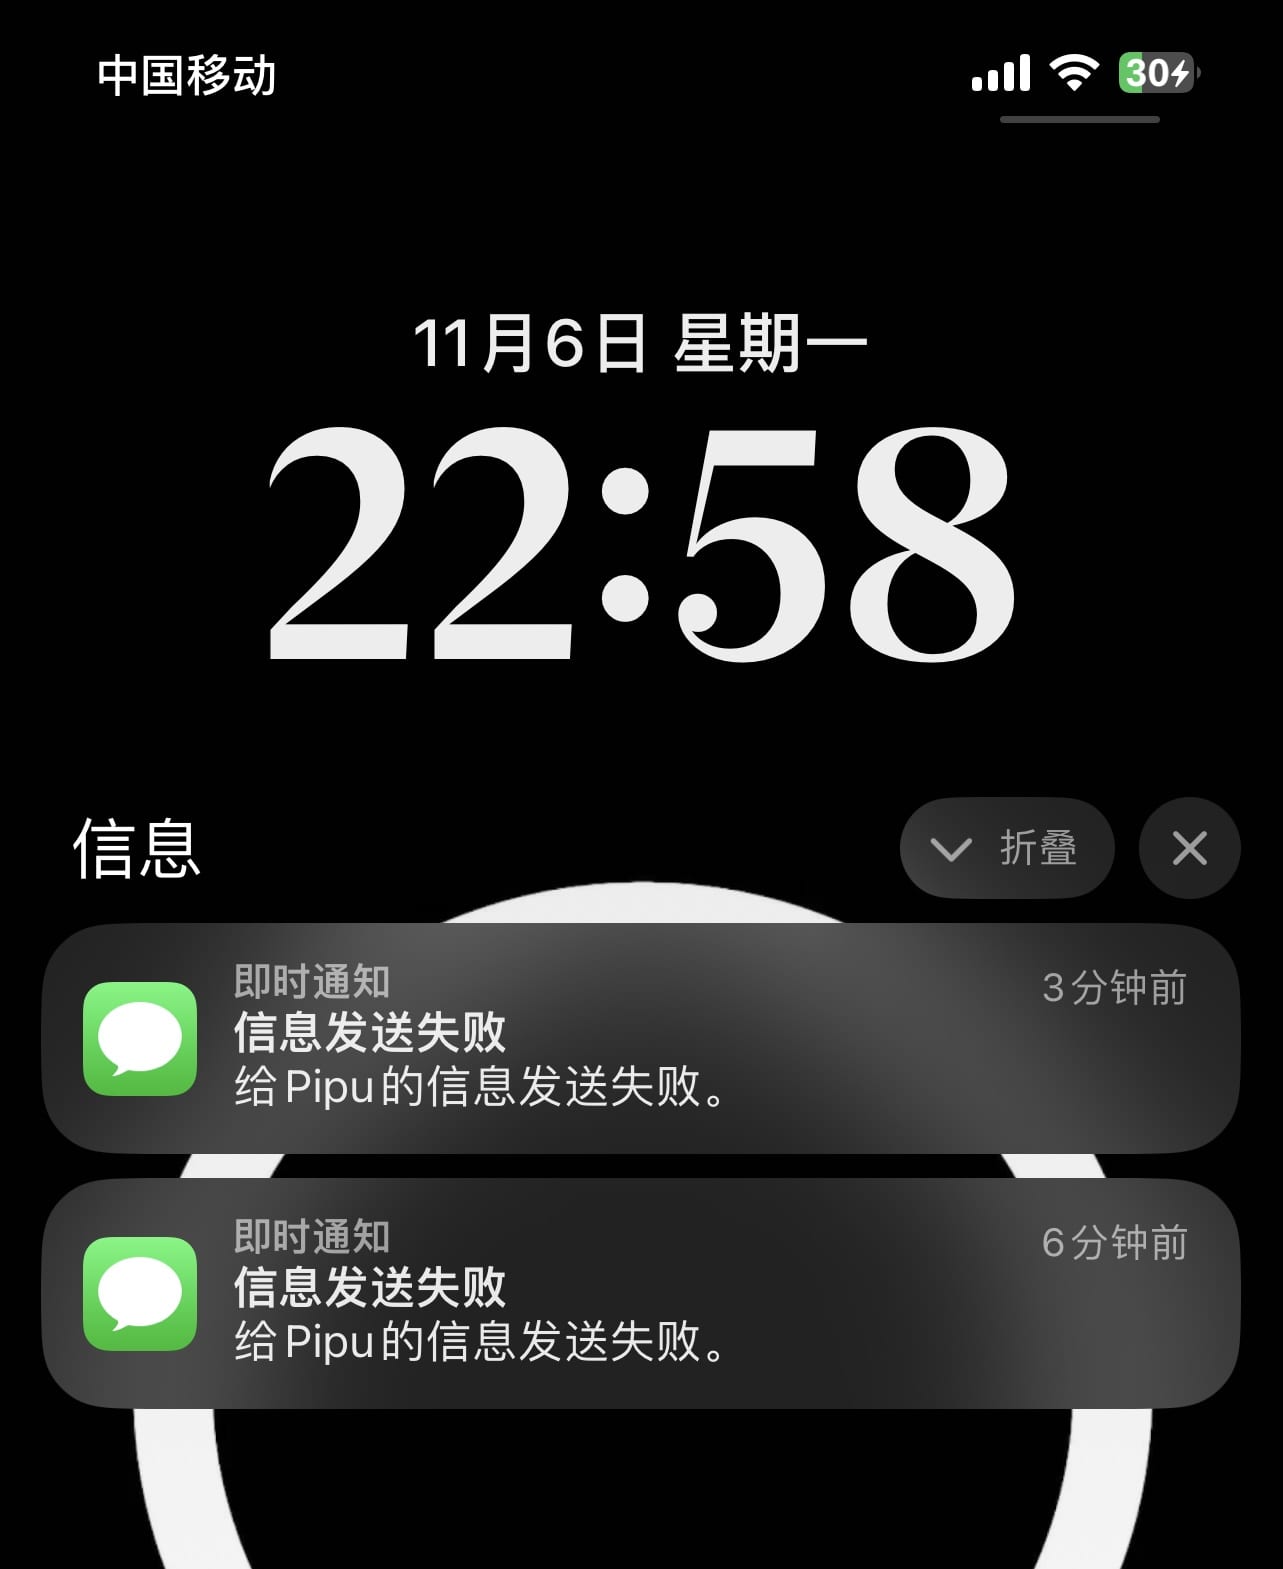 中国移动
30
11月6日 星期一
22:58
信息
折叠
即时通知
3分钟前
信息发送失败
给Pipu的信息发送失败。
即时通知
6分钟前
信息发送失败
给Pipu的信息发送失败。